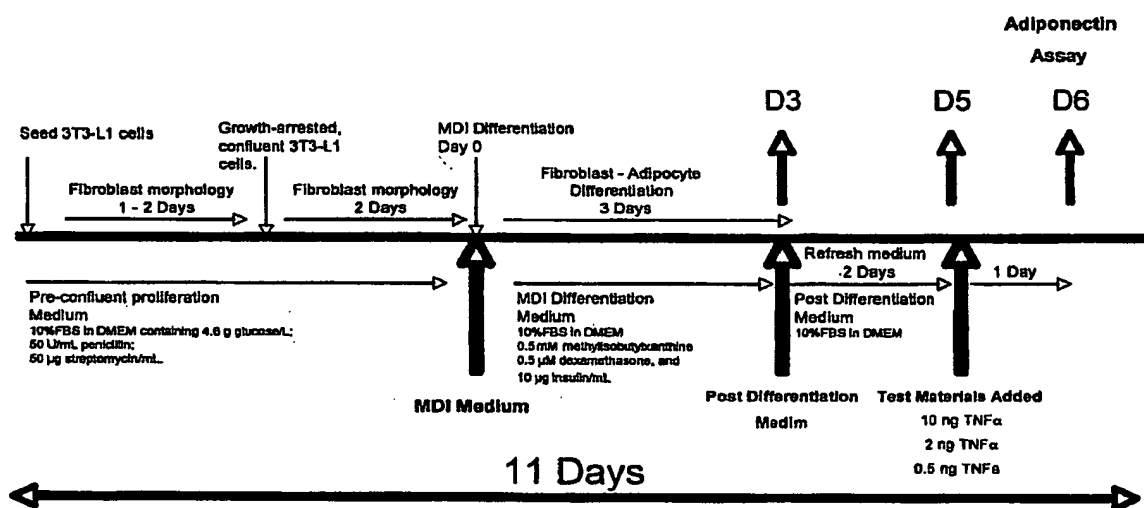 Adiponectin
Assay
D3
D5
D6
Seed 3T3-L1 cells
Growth-arrested,
confluent 3T3-L1
cells.
MDI Differentiation
Day 0
Fibroblast morphology
1 - 2 Days
Fibroblast morphology
2 Days
Fibroblast - Adipocyte
Differentiation
3 Days
Refresh medium
2 Days
1 Day
Pre-confluent proliferation
Medium
10%FBS in DMEM containing 4.6 g glucose/L;
50 U/mL penicillin;
50 µg streptomycin/mL.
MDI Differentiation
Medium
10%FBS in DMEM
0.5 mM methylisobutylxanthine
0.5 µM dexamethasone, and
10 µg insulin/mL
Post Differentiation
Medium
10%FBS in DMEM
MDI Medium
Post Differentiation
Medim
Test Materials Added
10 ng TNFα
2 ng TNFα
0.5 ng TNFα
11 Days